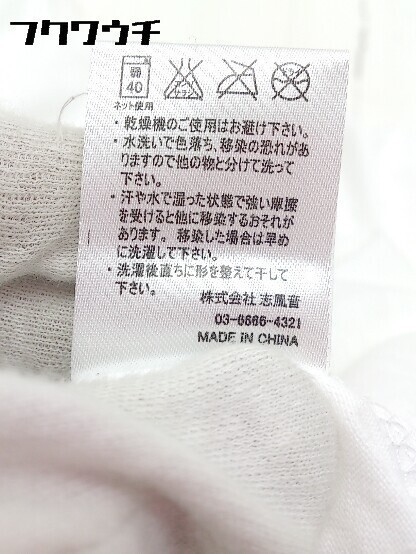 フクワウチ
弱
40
ネット使用
・乾燥機のご使用はお避け下さい。
・水洗いで色落ち、移染の恐れがあ
りますので他の物と分けて洗って
下さい。
・汗や水で湿った状態で強い摩擦
を受けると他に移染するおそれが
あります。移染した場合は早め
に洗濯して下さい。
・洗濯後直ちに形を整えて干して
下さい。
株式会社 志風音
03-6666-4321
MADE IN CHINA